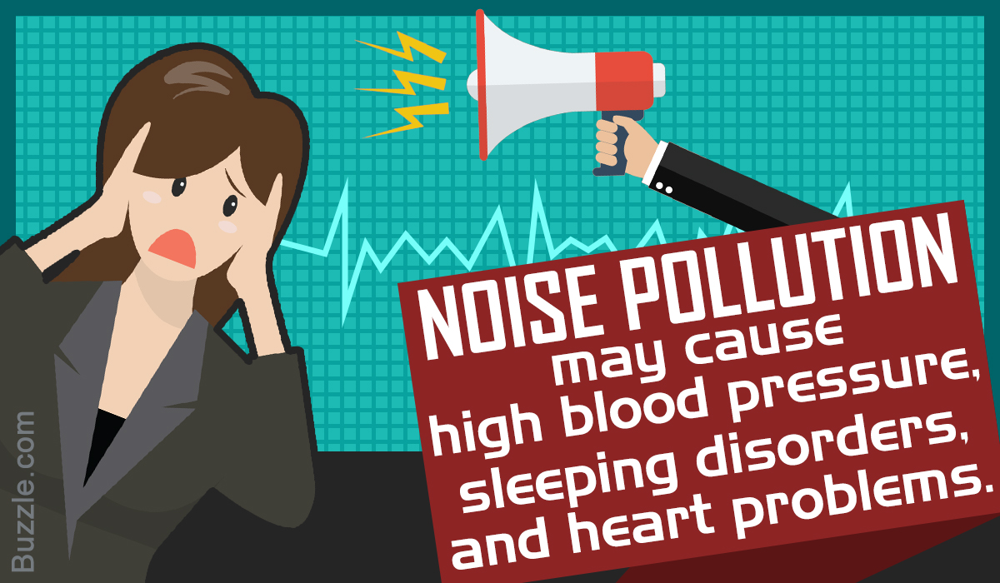 NOISE POLLUTION
may cause
high blood pressure,
sleeping disorders,
and heart problems.
Buzzle.com